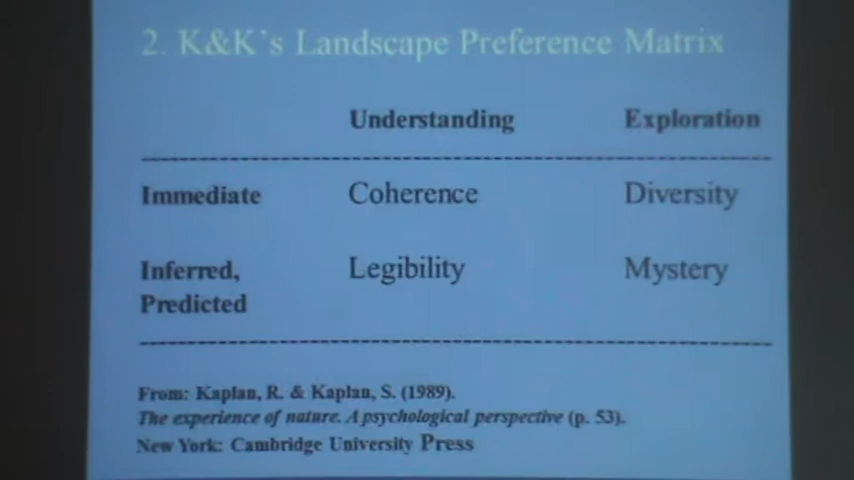 2. K&K's Landscape Preference Matrix
Understanding Exploration
Immediate Coherence Diversity
Inferred, Legibility Mystery
Predicted
From: Kaplan, R. & Kaplan, S. (1989).
The experience of nature. A psychological perspective (p. 53).
New York: Cambridge University Press